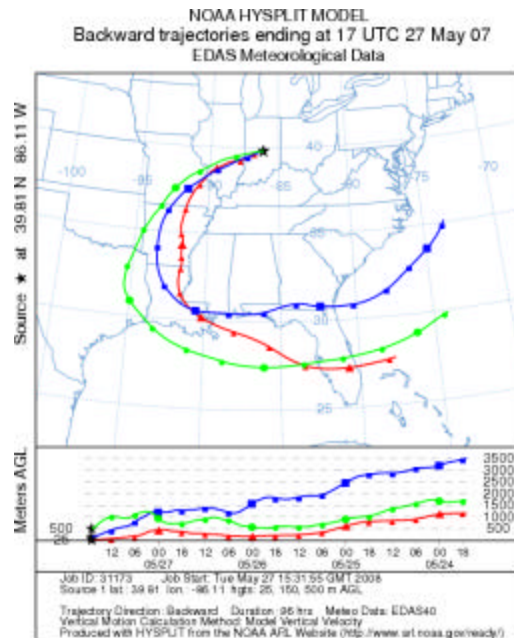 NOAA HYSPLIT MODEL
Backward trajectories ending at 17 UTC 27 May 07
EDAS Meteorological Data
Source ★ at 39.81 N 86.11 W
-100
-95
-90
-85
-80
-75
-70
40
35
30
25
Meters AGL
500
25
3500
3000
2500
2000
1500
1000
500
12 06 00 18 12 06 00 18 12 06 00 18 12 06 00 18
05/27 05/26 05/25 05/24
Job ID: 31173 Job Start: Tue May 27 15:31:55 GMT 2008
Source 1 lat: 39.81 lon: -86.11 hgts: 25, 150, 500 m AGL
Trajectory Direction: Backward Duration: 96 hrs Meteo Data: EDAS40
Vertical Motion Calculation Method: Model Vertical Velocity
Produced with HYSPLIT from the NOAA ARL Website (http://www.arl.noaa.gov/ready/)